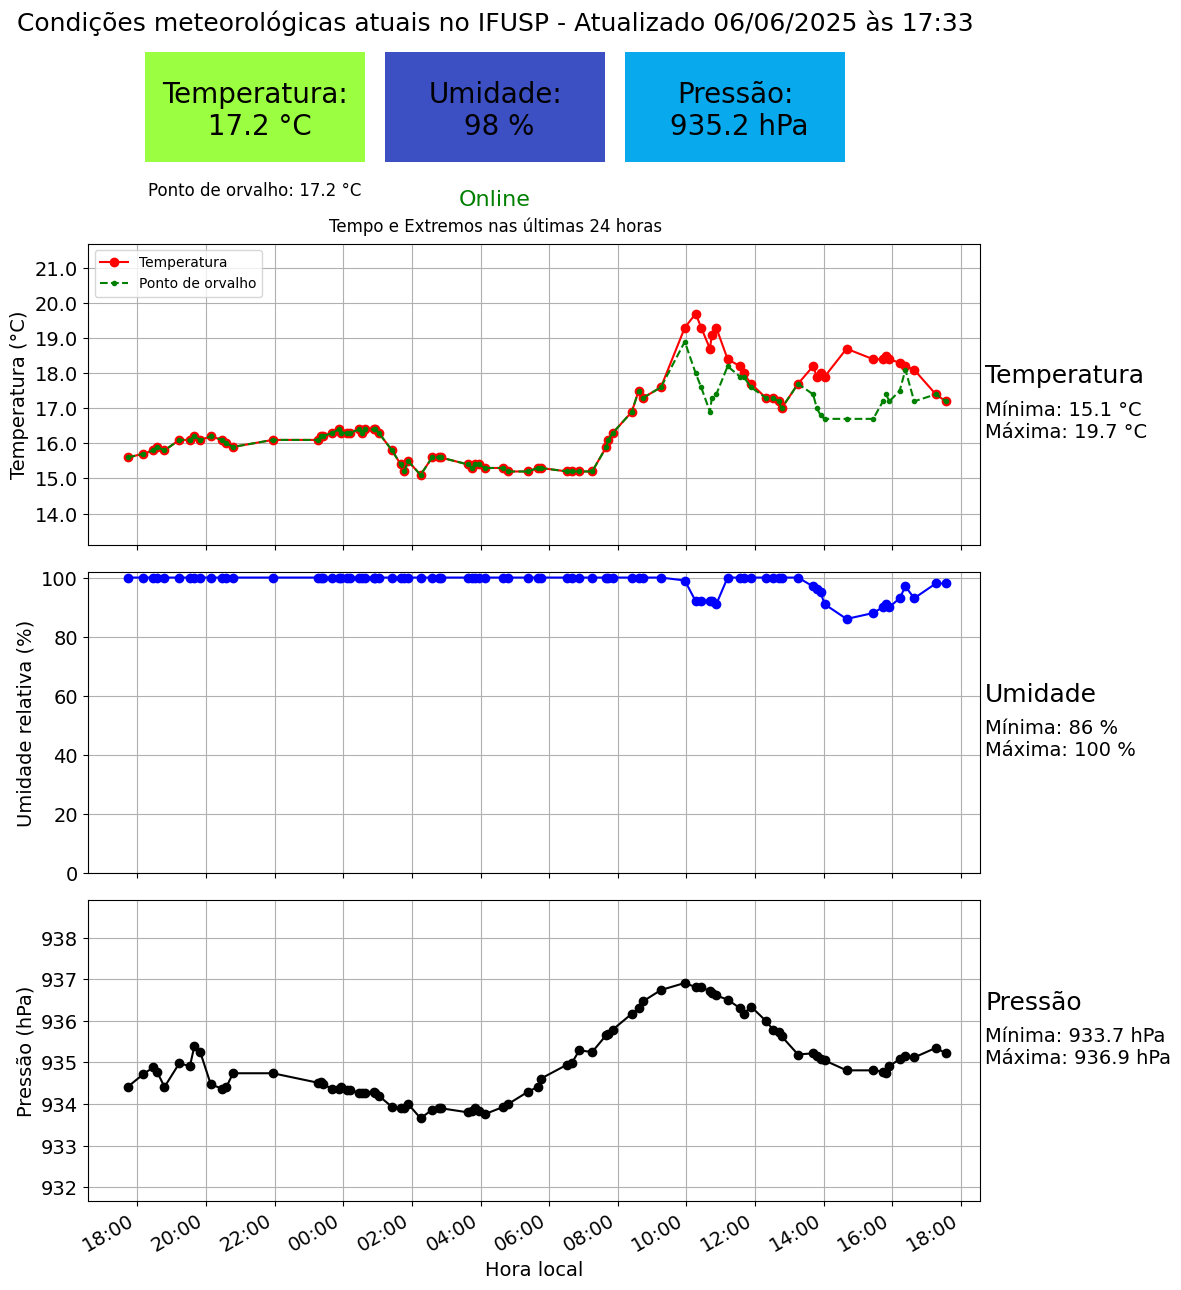 Condições meteorológicas atuais no IFUSP - Atualizado 06/06/2025 às 17:33
Temperatura:
17.2 °C
Umidade:
98 %
Pressão:
935.2 hPa
Ponto de orvalho: 17.2 °C
Online
Tempo e Extremos nas últimas 24 horas
Temperatura
Ponto de orvalho
Temperatura (°C)
21.0
20.0
19.0
18.0
17.0
16.0
15.0
14.0
Temperatura
Mínima: 15.1 °C
Máxima: 19.7 °C
Umidade relativa (%)
100
80
60
40
20
0
Umidade
Mínima: 86 %
Máxima: 100 %
Pressão (hPa)
938
937
936
935
934
933
932
Pressão
Mínima: 933.7 hPa
Máxima: 936.9 hPa
18:00
20:00
22:00
00:00
02:00
04:00
06:00
08:00
10:00
12:00
14:00
16:00
18:00
Hora local